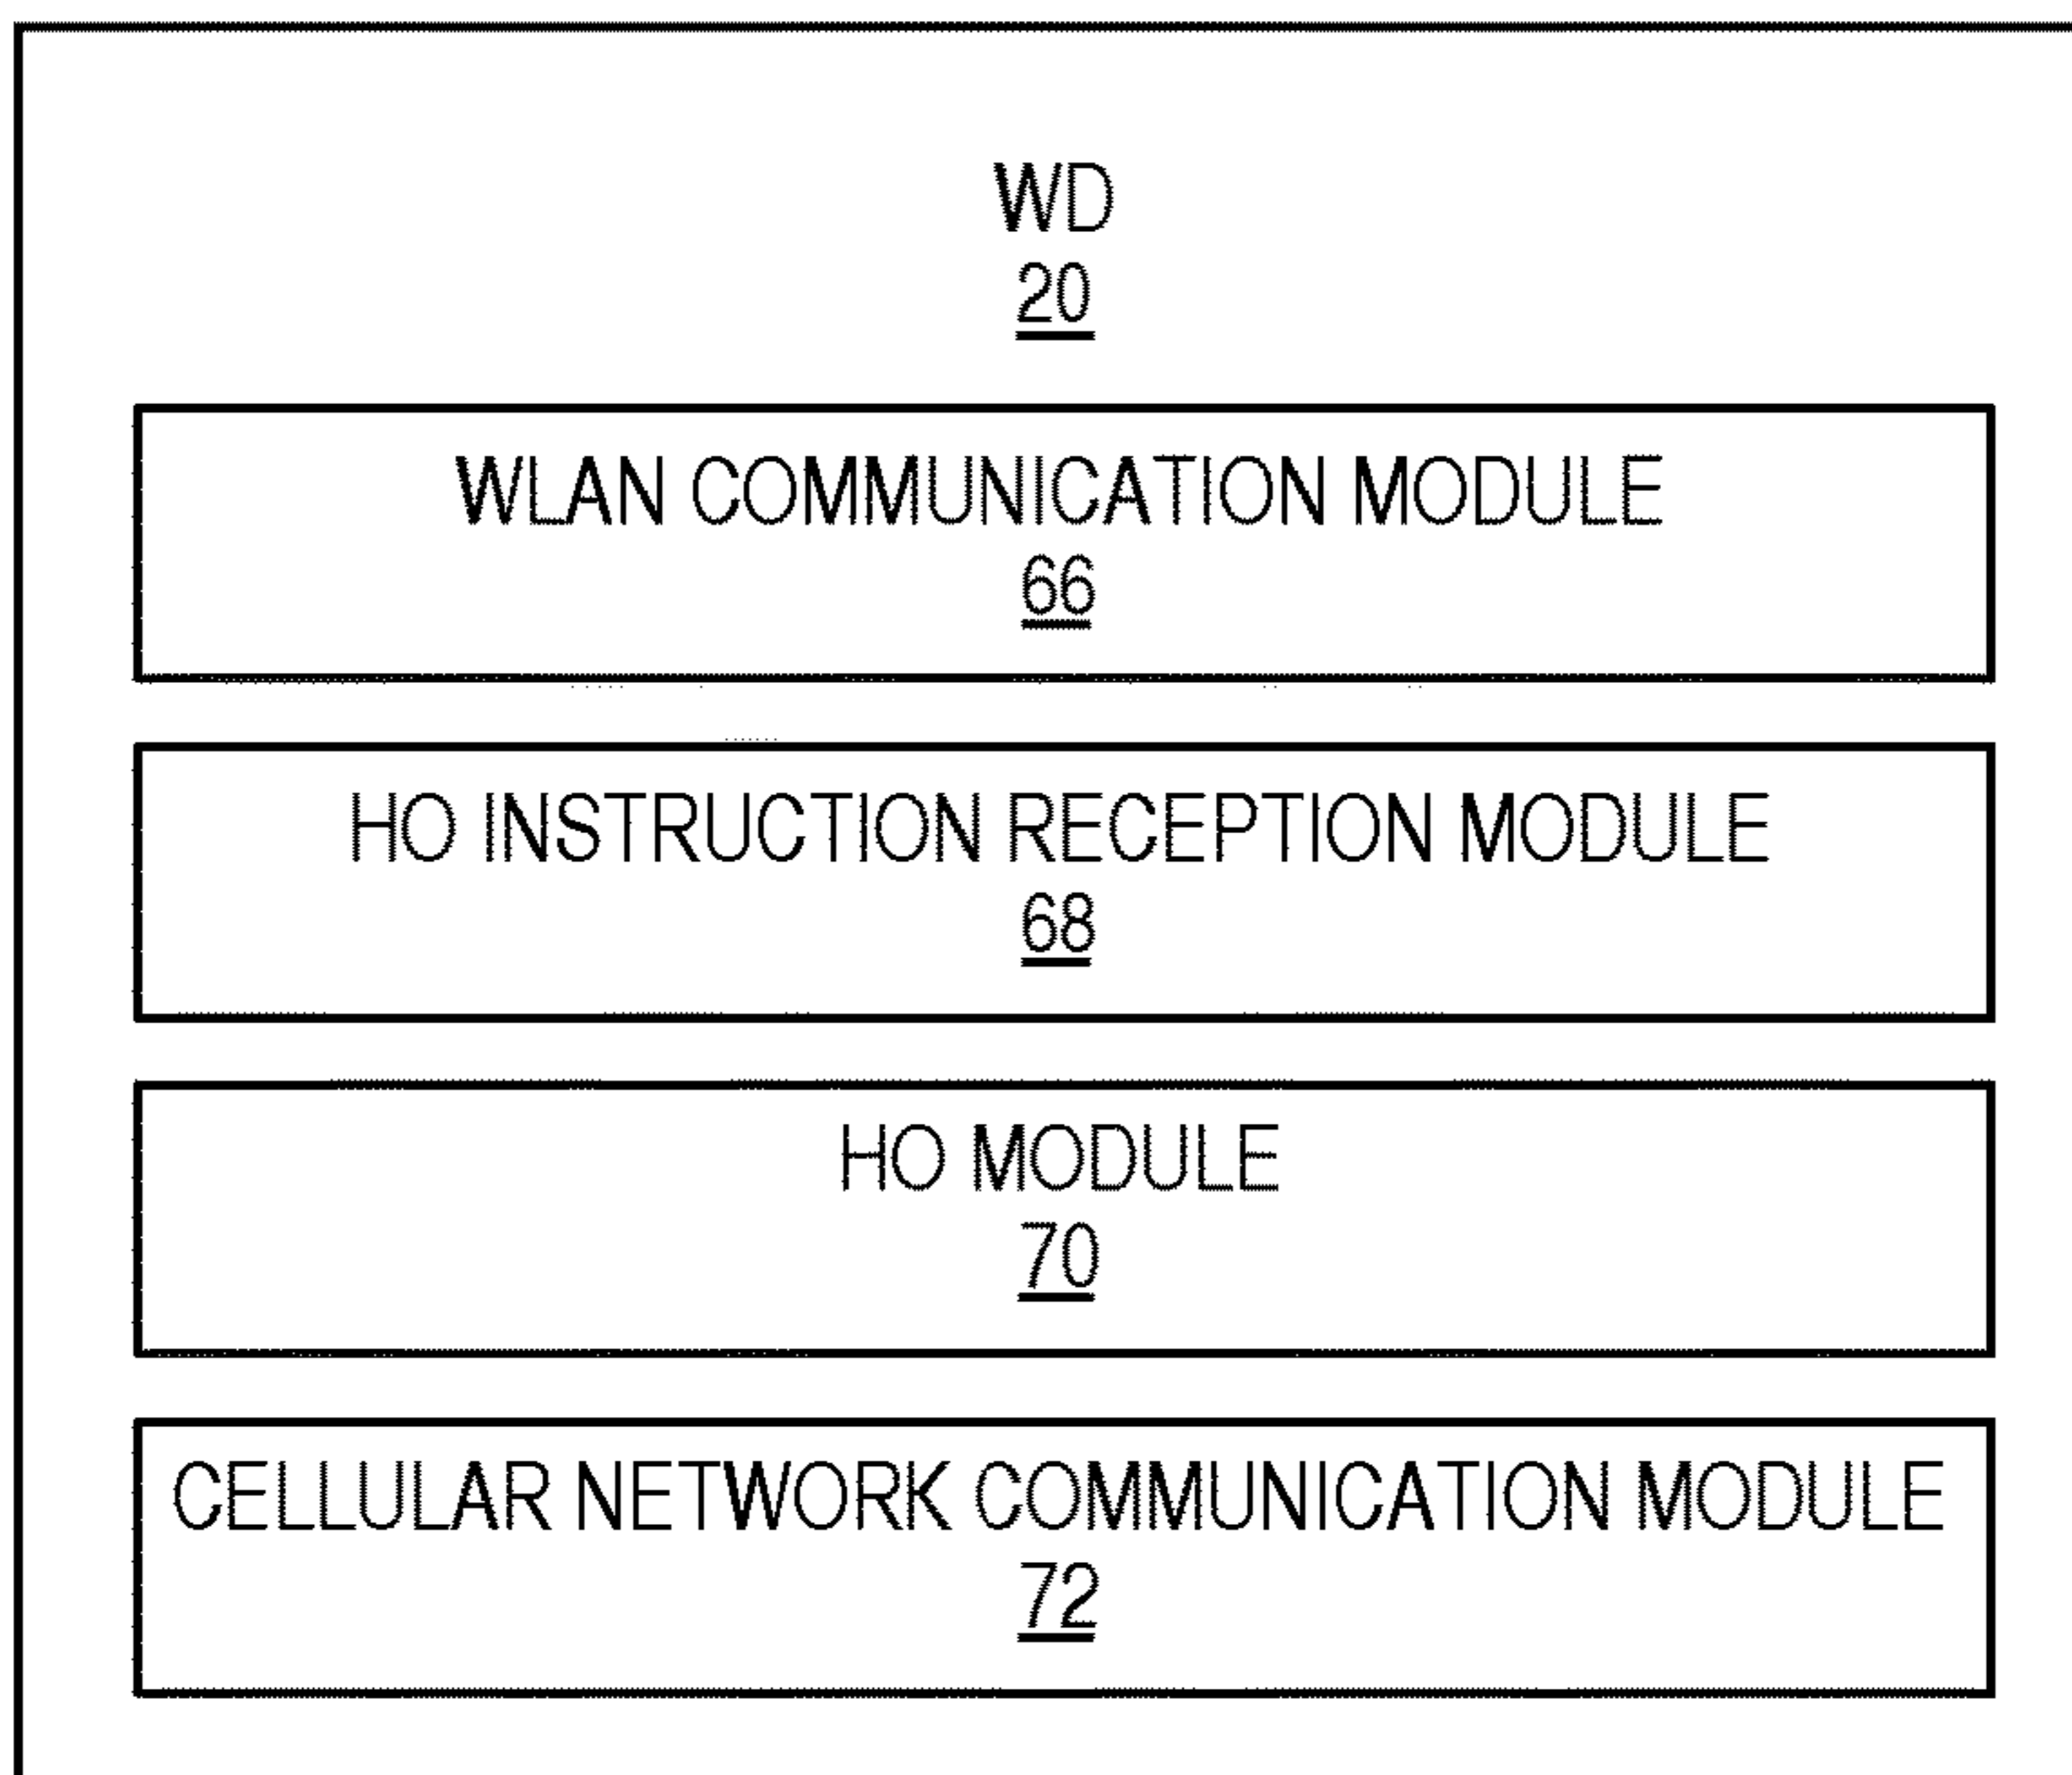 WD
20
WLAN COMMUNICATION MODULE
66
HO INSTRUCTION RECEPTION MODULE
68
HO MODULE
70
CELLULAR NETWORK COMMUNICATION MODULE
72